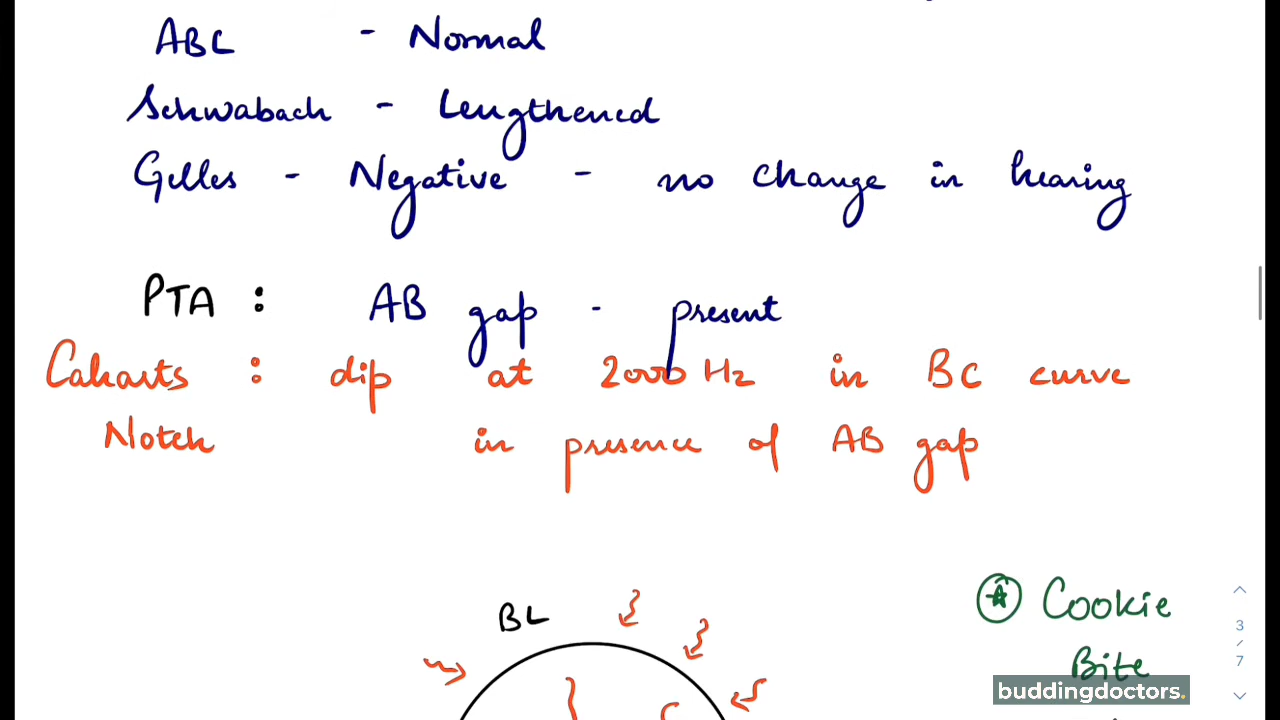 ABC - Normal
Schwabach - Lengthened
Gelles - Negative - no change in hearing
PTA : AB gap - present
Caharts : dip at 2000 Hz in BC curve
Notch in presence of AB gap
BL
Cookie
Bite
buddingdoctors.
3
/
7